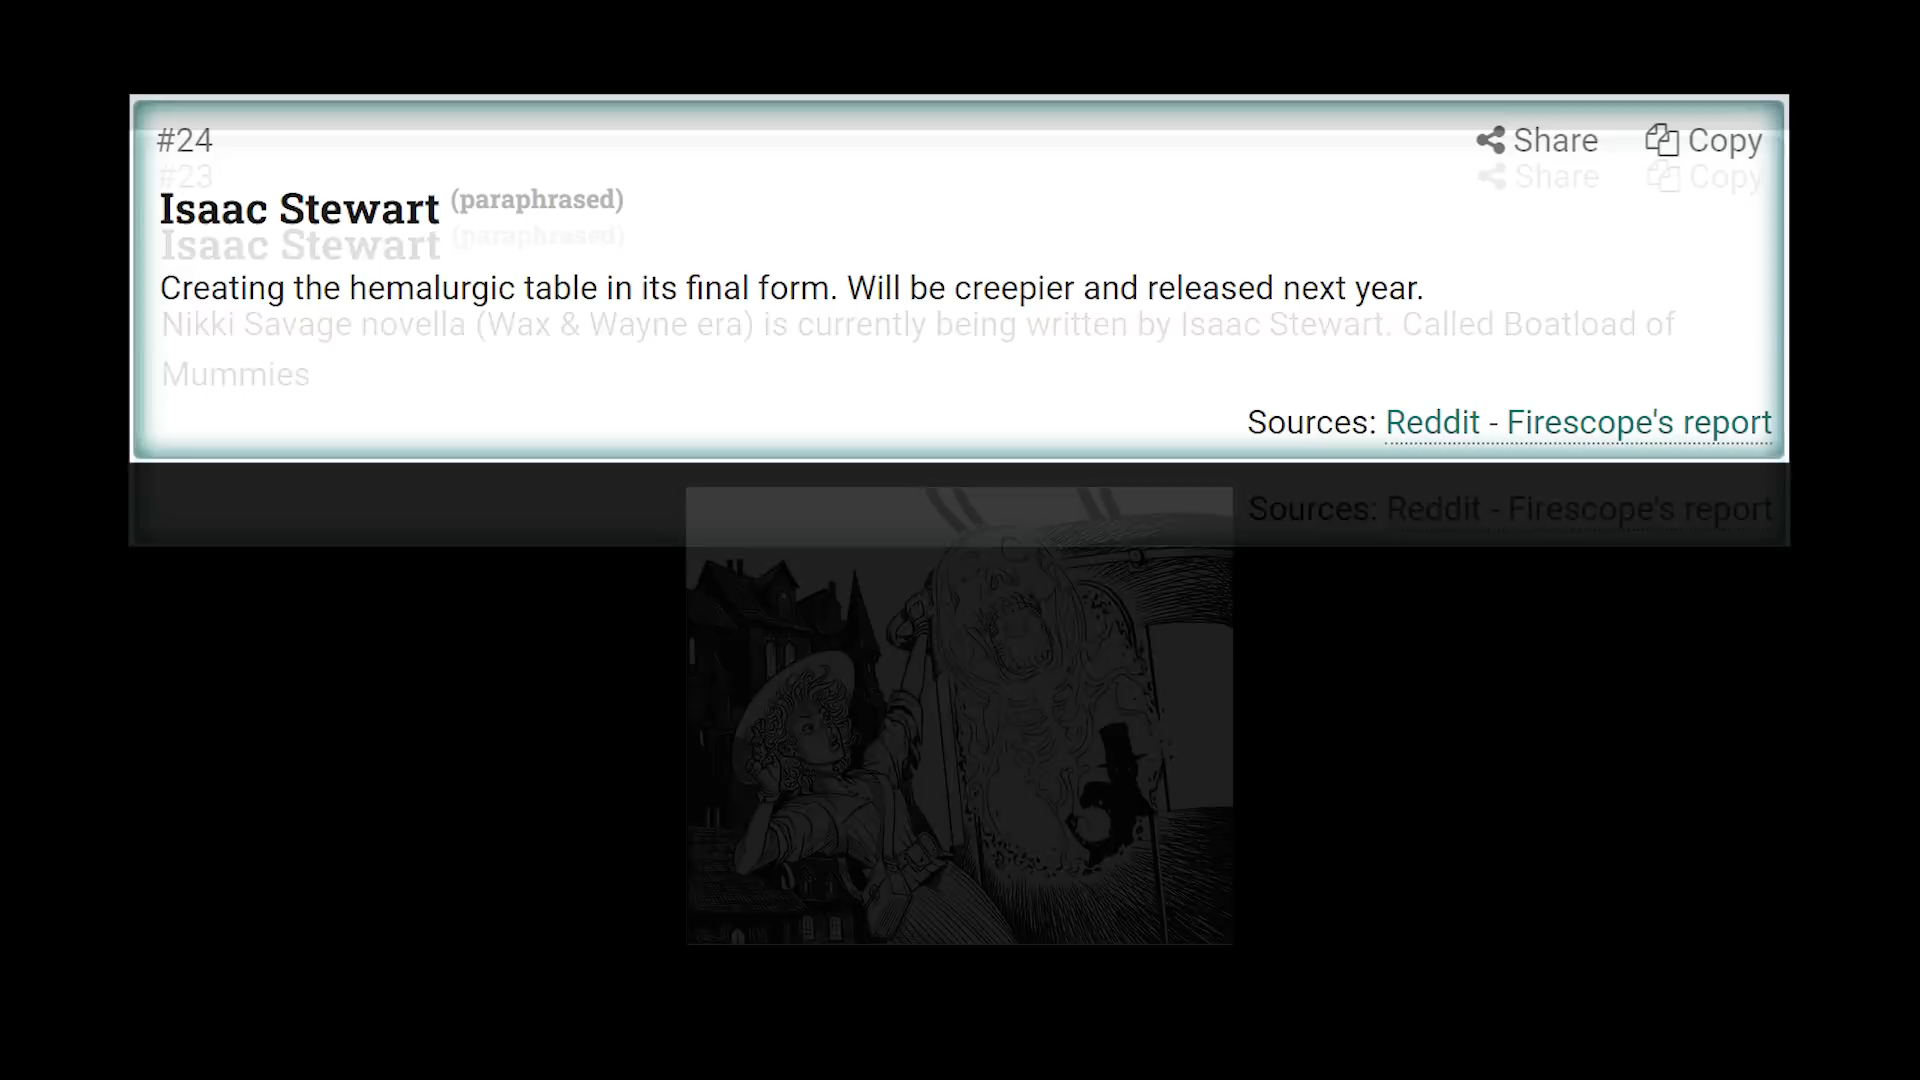 #24
Share
Copy
#23
Share
Copy
Isaac Stewart (paraphrased)
Isaac Stewart (paraphrased)
Creating the hemalurgic table in its final form. Will be creepier and released next year.
Nikki Savage novella (Wax & Wayne era) is currently being written by Isaac Stewart. Called Boatload of
Mummies
Sources: Reddit - Firescope's report
Sources: Reddit - Firescope's report